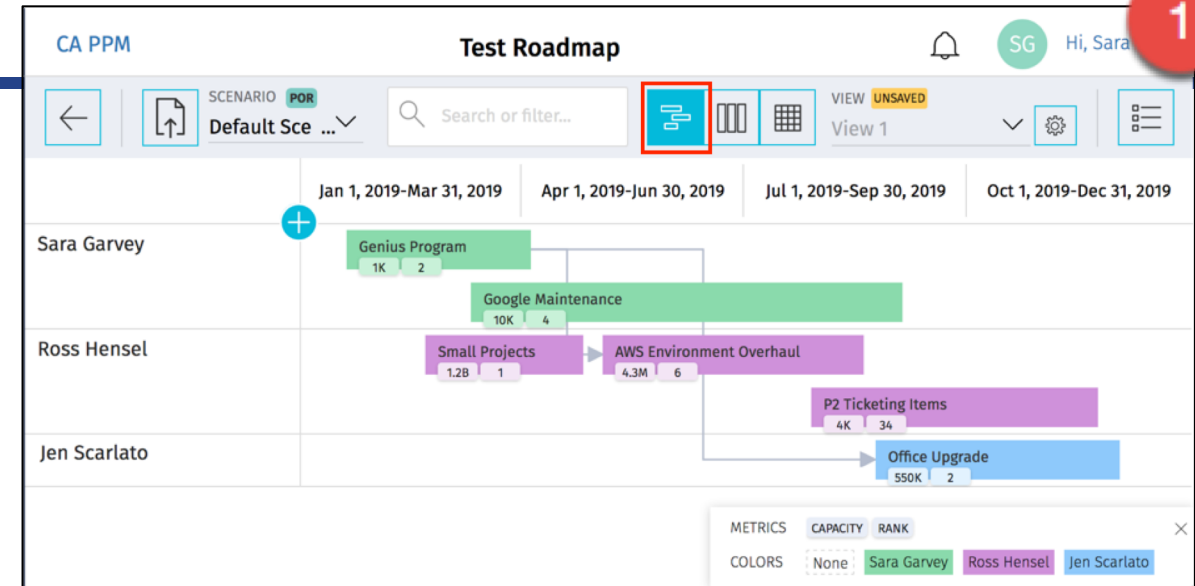 1
CA PPM
Test Roadmap
SG
Hi, Sara
SCENARIO POR
Default Sce ...
Search or filter...
VIEW UNSAVED
View 1
Jan 1, 2019-Mar 31, 2019
Apr 1, 2019-Jun 30, 2019
Jul 1, 2019-Sep 30, 2019
Oct 1, 2019-Dec 31, 2019
Sara Garvey
Genius Program
1K 2
Google Maintenance
10K 4
Ross Hensel
Small Projects
1.2B 1
AWS Environment Overhaul
4.3M 6
P2 Ticketing Items
4K 34
Jen Scarlato
Office Upgrade
550K 2
METRICS CAPACITY RANK
COLORS None Sara Garvey Ross Hensel Jen Scarlato